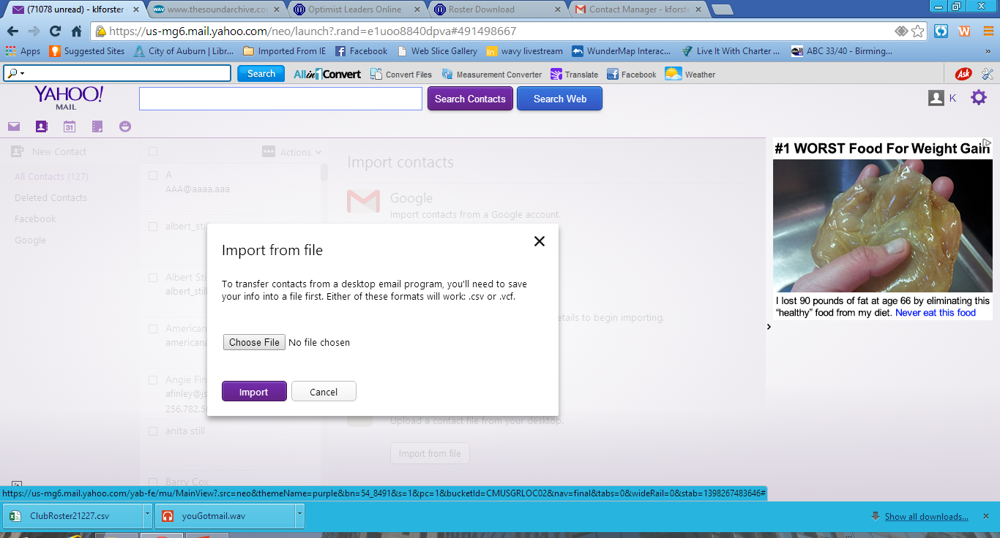 (71078 unread) - klforster
www.thesoundarchive.co
Optimist Leaders Online
Roster Download
Contact Manager - kforste
https://us-mg6.mail.yahoo.com/neo/launch?.rand=e1uoo8840dpva#491498667
Apps
Suggested Sites
City of Auburn | Libr...
Imported From IE
Facebook
Web Slice Gallery
wavy livestream
WunderMap Interac...
Live It With Charter ...
ABC 33/40 - Birming...
»
Search
Allin1Convert
Convert Files
Measurement Converter
Translate
Facebook
Weather
Ask
YAHOO!
MAIL
Search Contacts
Search Web
K
31
New Contact
Actions
Import contacts
All Contacts (127)
Deleted Contacts
Facebook
Google
A
AAA@aaaa.aaa
albert_stil
Albert Sti
albert_still
American
america
Angie Fin
afinley@js
256.782.5
anita still
Barry Cox
Google
Import contacts from a Google account.
etails to begin importing.
Upload a contact file from your desktop.
Import from file
Import from file
To transfer contacts from a desktop email program, you'll need to save
your info into a file first. Either of these formats will work: .csv or .vcf.
Choose File No file chosen
Import
Cancel
#1 WORST Food For Weight Gain
I lost 90 pounds of fat at age 66 by eliminating this
"healthy" food from my diet. Never eat this food
https://us-mg6.mail.yahoo.com/yab-fe/mu/MainView?.src=neo&themeName=purple&bn=54_8491&s=1&pc=1&bucketId=CMUSGRLOC02&nav=final&tabs=0&wideRail=0&stab=1398267483646#
ClubRoster21227.csv
youGotmail.wav
Show all downloads...